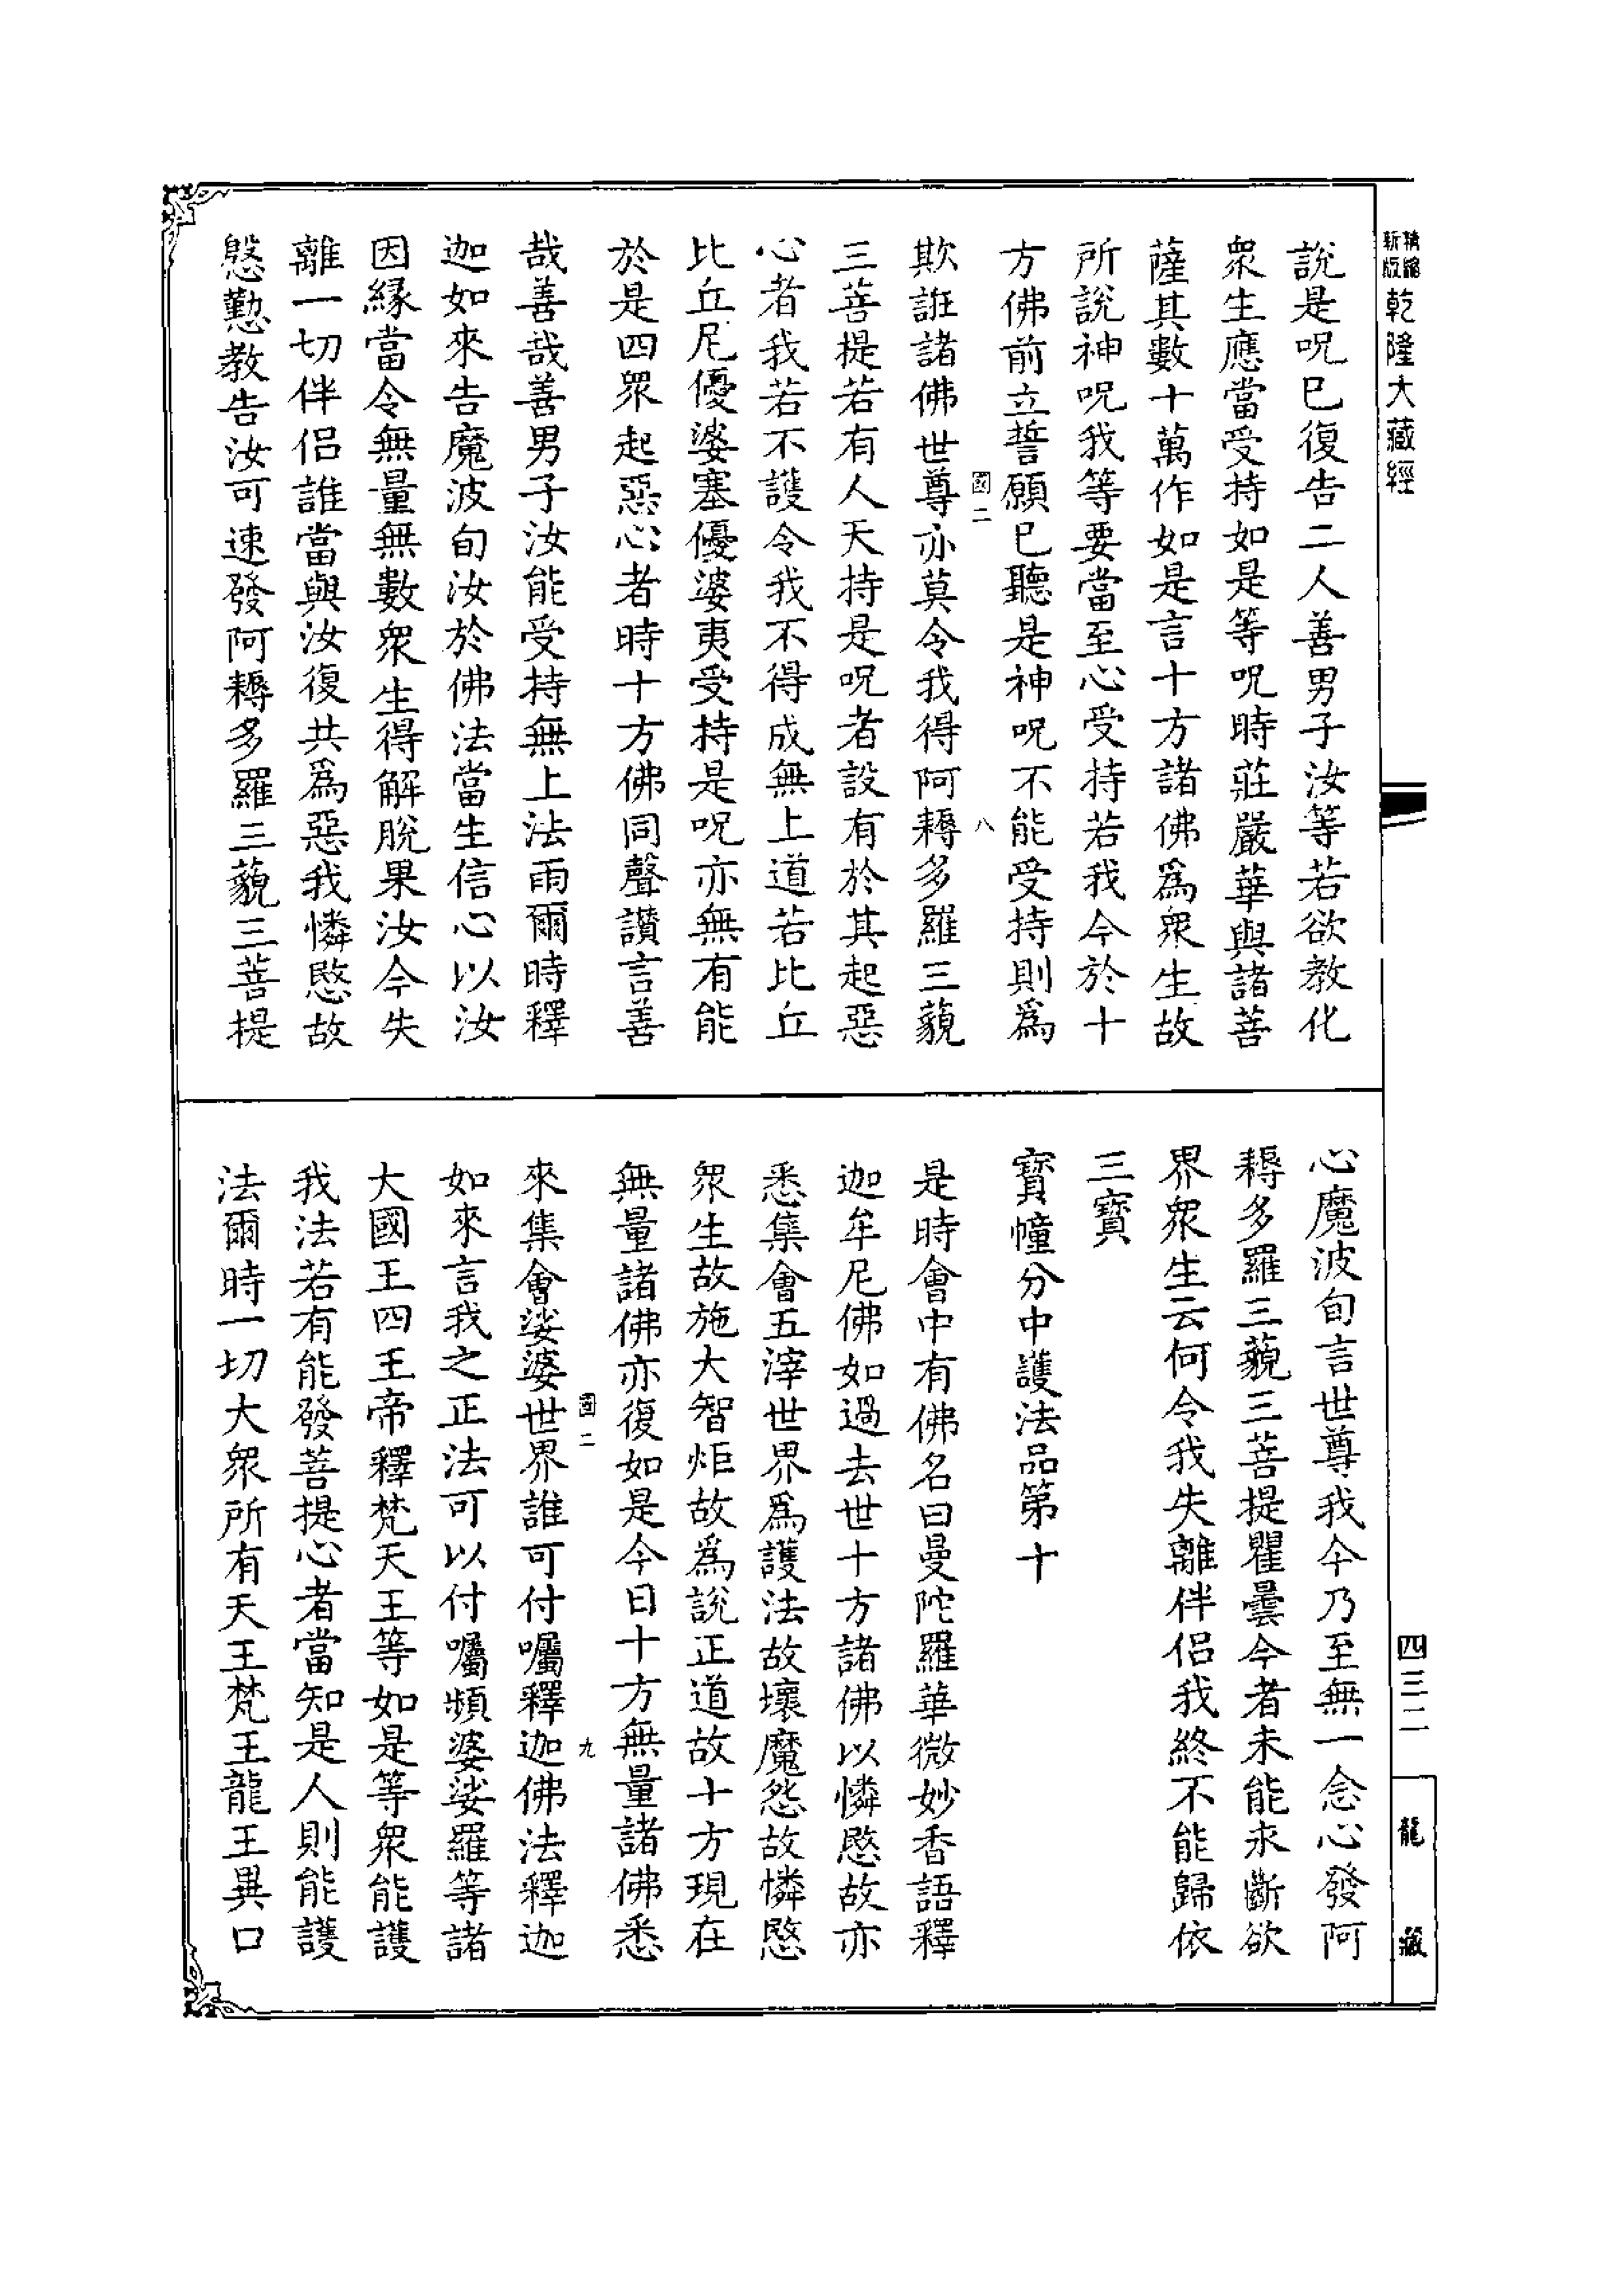 精縮
新版
乾隆大藏經
說是呪已復告二人善男子汝等若欲教化
衆生應當受持如是等呪時莊嚴華與諸菩
薩其數十萬作如是言十方諸佛爲衆生故
所說神呪我等要當至心受持若我今於十
方佛前立誓願已聽是神呪不能受持則爲
國二
八
欺誑諸佛世尊亦莫令我得阿耨多羅三藐
三菩提若有人天持是呪者設有於其起惡
心者我若不護令我不得成無上道若比丘
比丘尼優婆塞優婆夷受持是呪亦無有能
於是四衆起惡心者時十方佛同聲讚言善
哉善哉善男子汝能受持無上法雨爾時釋
迦如來告魔波旬汝於佛法當生信心以汝
因緣當令無量無數衆生得解脫果汝今失
離一切伴侶誰當與汝復共爲惡我憐愍故
慇懃教告汝可速發阿耨多羅三藐三菩提
心魔波旬言世尊我今乃至無一念心發阿
耨多羅三藐三菩提瞿曇今者未能永斷欲
界衆生云何令我失離伴侶我終不能歸依
三寶
寶幢分中護法品第十
是時會中有佛名曰曼陀羅華微妙香語釋
迦牟尼佛如過去世十方諸佛以憐愍故亦
悉集會五滓世界爲護法故壞魔怨故憐愍
衆生故施大智炬故爲說正道故十方現在
無量諸佛亦復如是今日十方無量諸佛悉
國二
九
來集會娑婆世界誰可付囑釋迦佛法釋迦
如來言我之正法可以付囑頻婆娑羅等諸
大國王四王帝釋梵天王等如是等衆能護
我法若有能發菩提心者當知是人則能護
法爾時一切大衆所有天王梵王龍王異口
四三二
龍藏